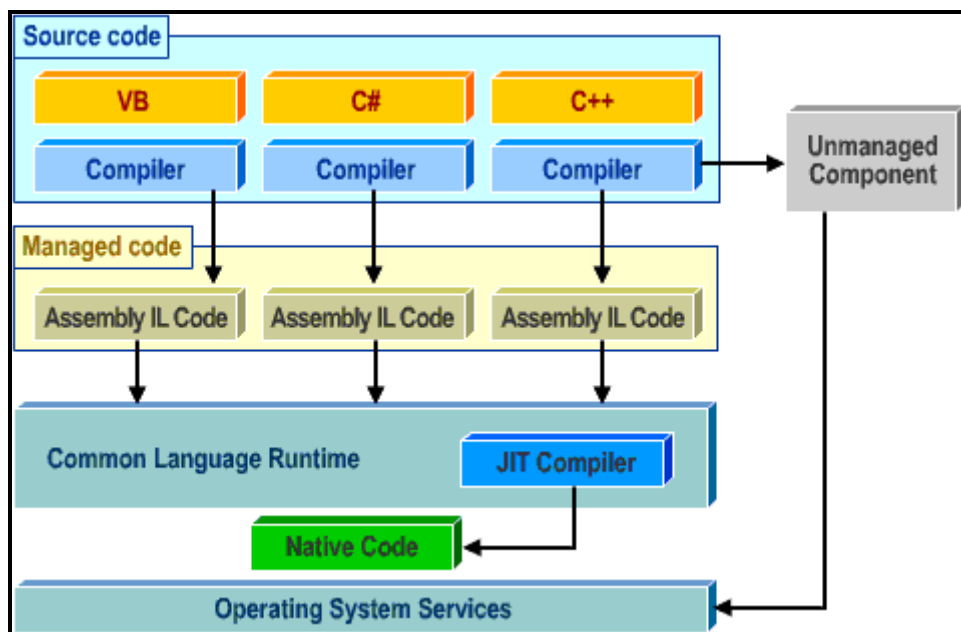 Source code
VB
C#
C++
Compiler
Compiler
Compiler
Unmanaged
Component
Managed code
Assembly IL Code
Assembly IL Code
Assembly IL Code
Common Language Runtime
JIT Compiler
Native Code
Operating System Services